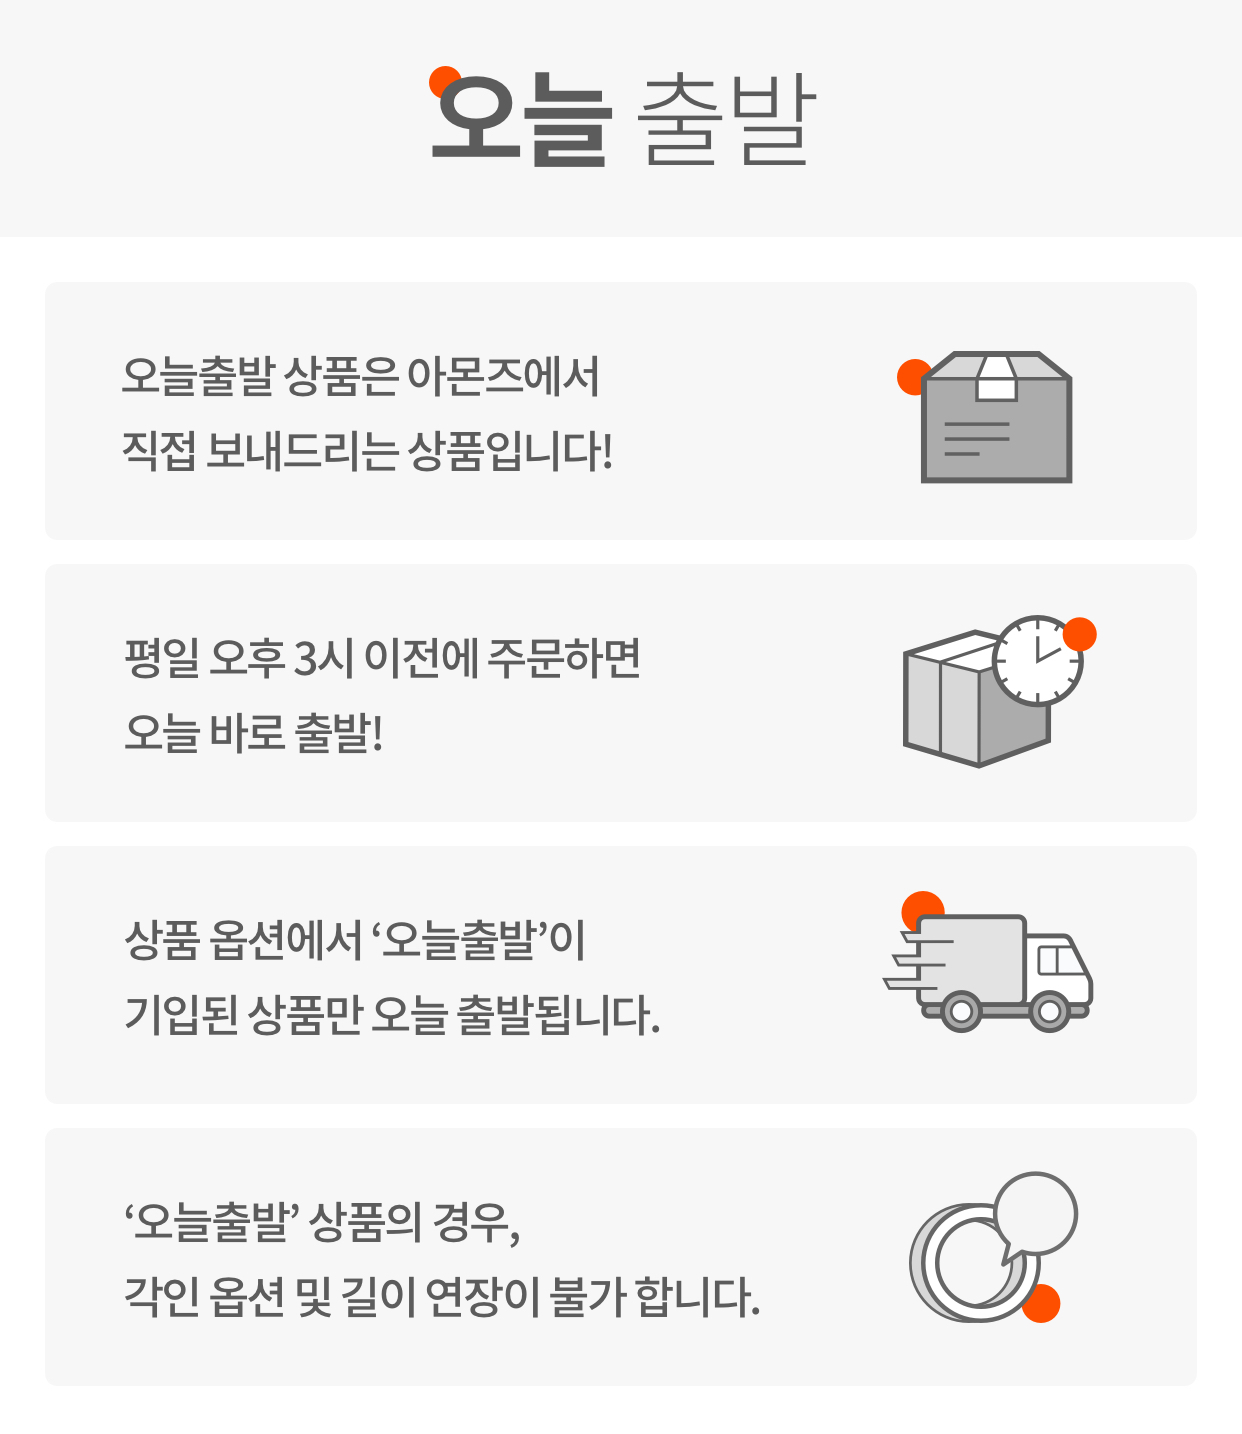 오늘 출발
오늘출발 상품은 아몬즈에서
직접 보내드리는 상품입니다!
평일 오후 3시 이전에 주문하면
오늘 바로 출발!
상품 옵션에서 ‘오늘출발’이
기입된 상품만 오늘 출발됩니다.
‘오늘출발’ 상품의 경우,
각인 옵션 및 길이 연장이 불가 합니다.